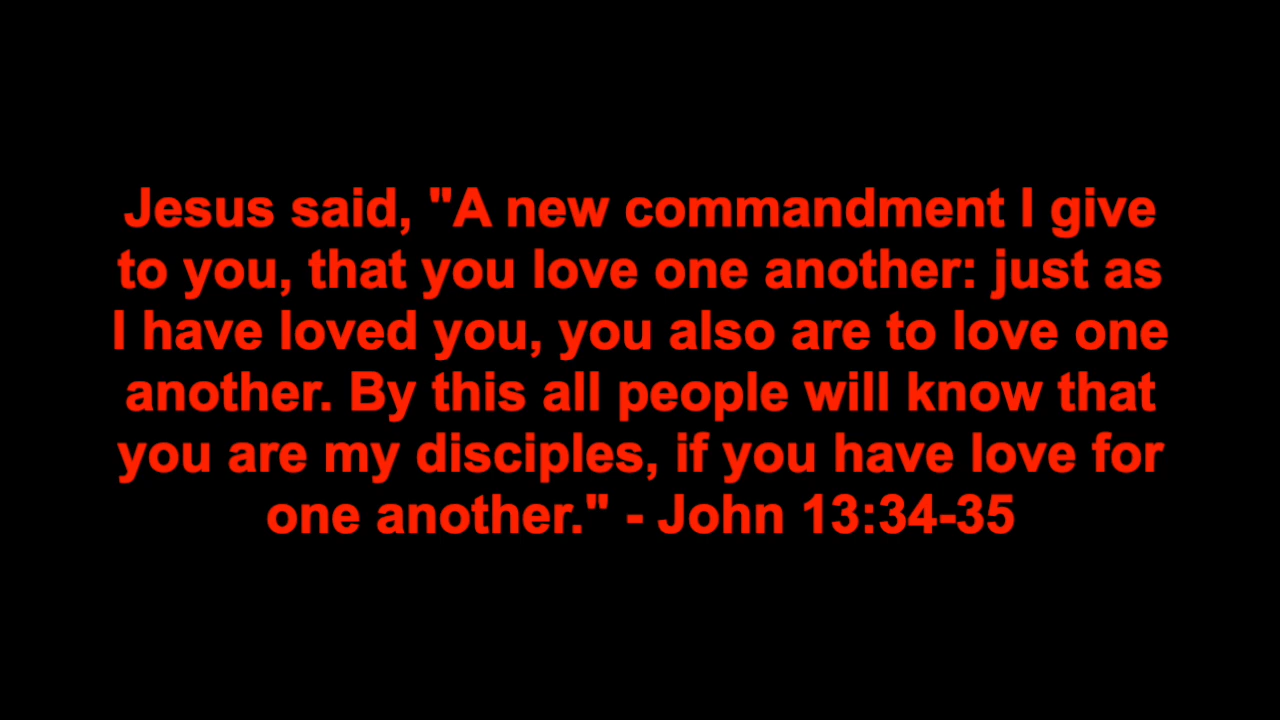 Jesus said, "A new commandment I give
to you, that you love one another: just as
I have loved you, you also are to love one
another. By this all people will know that
you are my disciples, if you have love for
one another." - John 13:34-35